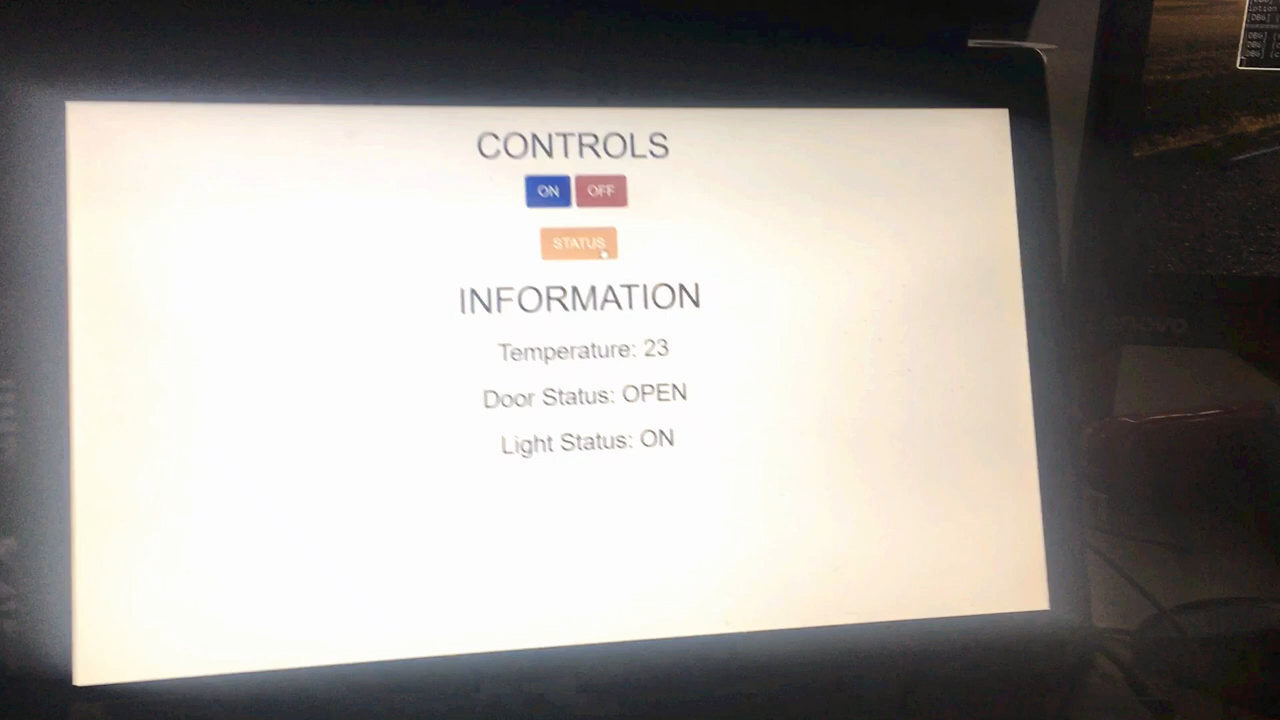 CONTROLS
ON OFF
STATUS
INFORMATION
Temperature: 23
Door Status: OPEN
Light Status: ON